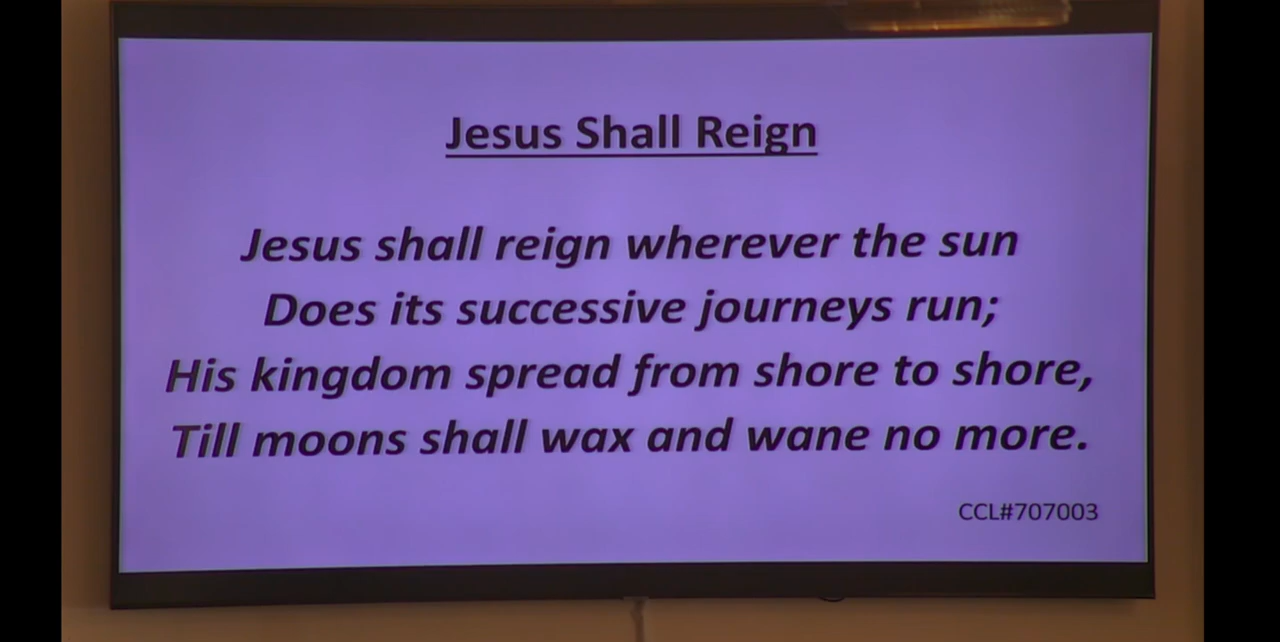 Jesus Shall Reign
Jesus shall reign wherever the sun
Does its successive journeys run;
His kingdom spread from shore to shore,
Till moons shall wax and wane no more.
CCL#707003